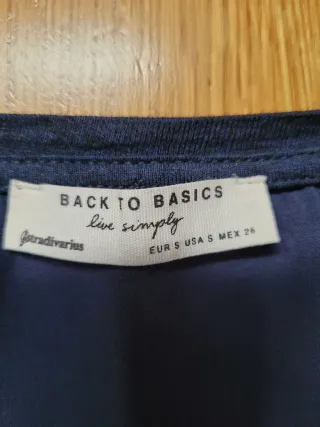 BACK TO BASICS
live simply
Stradivarius
EUR S USA S MEX 26